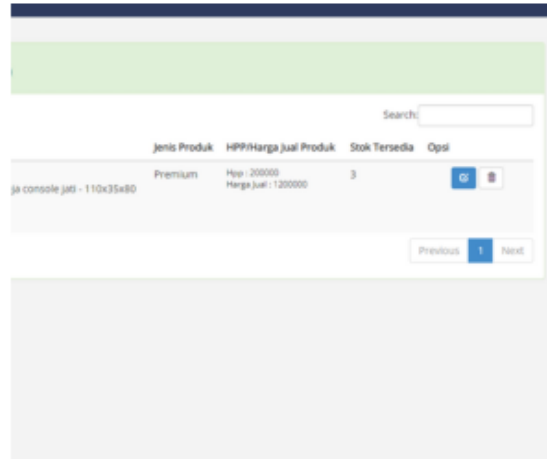 Search:
Jenis Produk HPP/Harga Jual Produk Stok Tersedia Opsi
Premium Hpp : 200000 3
Harga Jual : 1200000
ja console jati - 110x35x80
Previous 1 Next